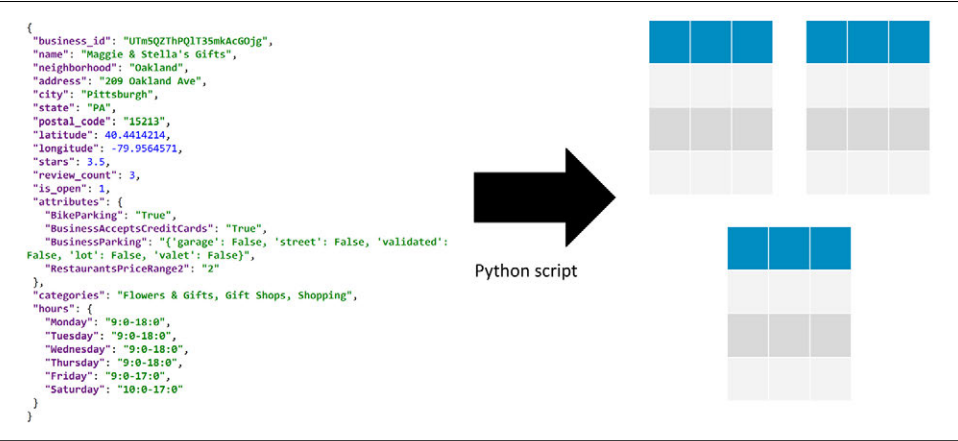 {
"business_id": "UTm5QZThPQlT35mkAcGOjg",
"name": "Maggie & Stella's Gifts",
"neighborhood": "Oakland",
"address": "209 Oakland Ave",
"city": "Pittsburgh",
"state": "PA",
"postal_code": "15213",
"latitude": 40.4414214,
"longitude": -79.9564571,
"stars": 3.5,
"review_count": 3,
"is_open": 1,
"attributes": {
"BikeParking": "True",
"BusinessAcceptsCreditCards": "True",
"BusinessParking": "{'garage': False, 'street': False, 'validated':
False, 'lot': False, 'valet': False}",
"RestaurantsPriceRange2": "2"
},
"categories": "Flowers & Gifts, Gift Shops, Shopping",
"hours": {
"Monday": "9:0-18:0",
"Tuesday": "9:0-18:0",
"Wednesday": "9:0-18:0",
"Thursday": "9:0-18:0",
"Friday": "9:0-17:0",
"Saturday": "10:0-17:0"
}
}
Python script